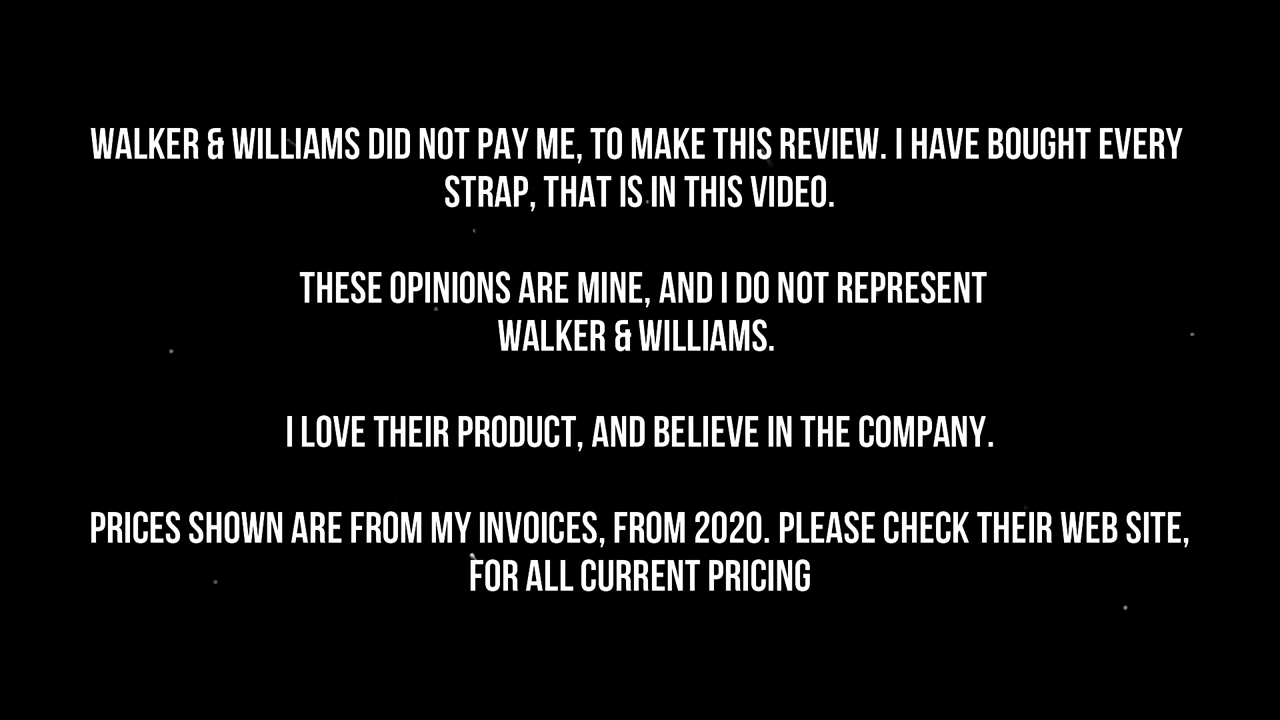 WALKER & WILLIAMS DID NOT PAY ME, TO MAKE THIS REVIEW. I HAVE BOUGHT EVERY
STRAP, THAT IS IN THIS VIDEO.
THESE OPINIONS ARE MINE, AND I DO NOT REPRESENT
WALKER & WILLIAMS.
I LOVE THEIR PRODUCT, AND BELIEVE IN THE COMPANY.
PRICES SHOWN ARE FROM MY INVOICES, FROM 2020. PLEASE CHECK THEIR WEB SITE,
FOR ALL CURRENT PRICING